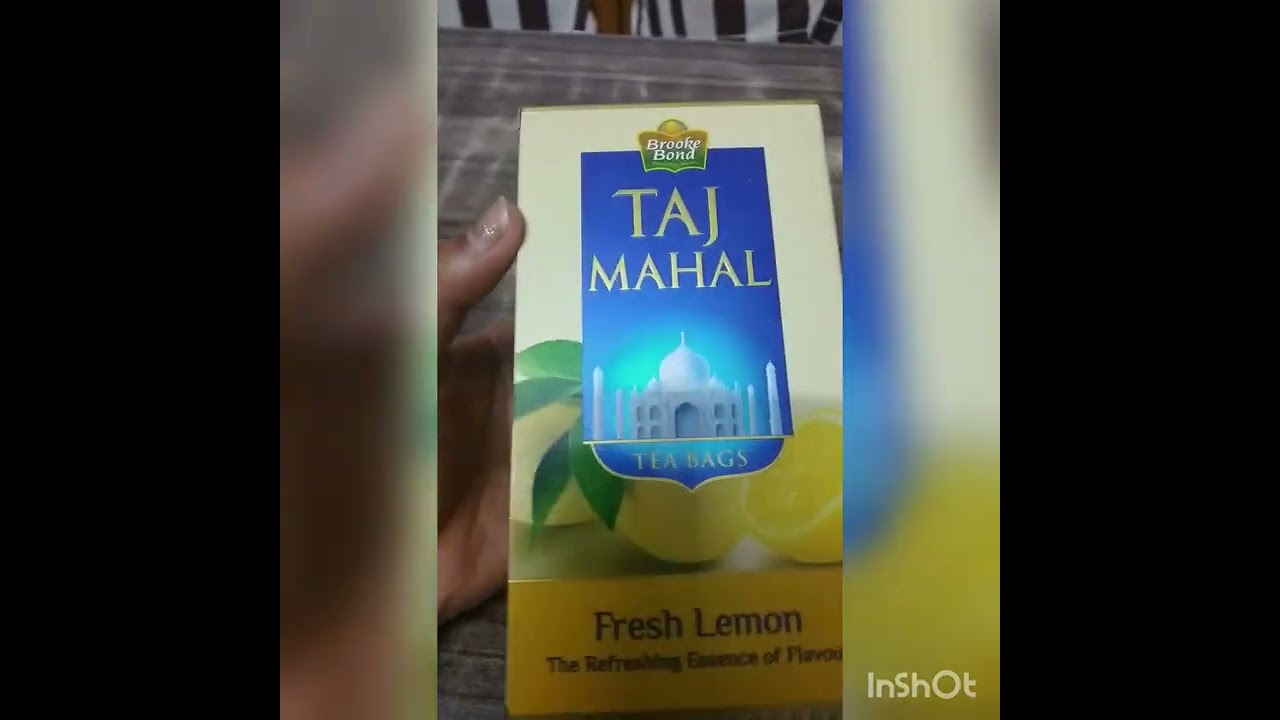 Brooke
Bond
TAJ
MAHAL
TEA BAGS
Fresh Lemon
The Refreshing Essence of Flavou
InShOt